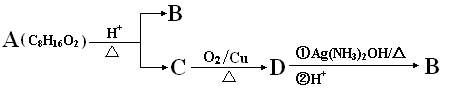 B
A(C₈H₁₆O₂) H⁺ △
C O₂/Cu △ D ①Ag(NH₃)₂OH/△ ②H⁺ B